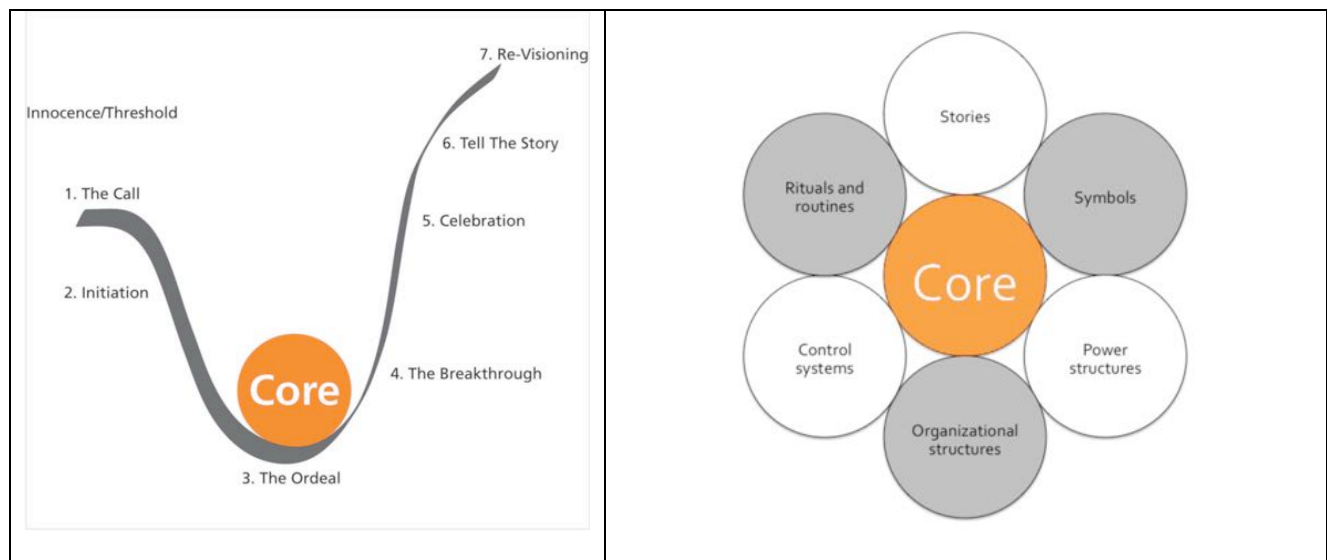 7. Re-Visioning
Innocence/Threshold
6. Tell The Story
1. The Call
5. Celebration
2. Initiation
4. The Breakthrough
Core
3. The Ordeal
Stories
Rituals and
routines
Symbols
Core
Control
systems
Power
structures
Organizational
structures